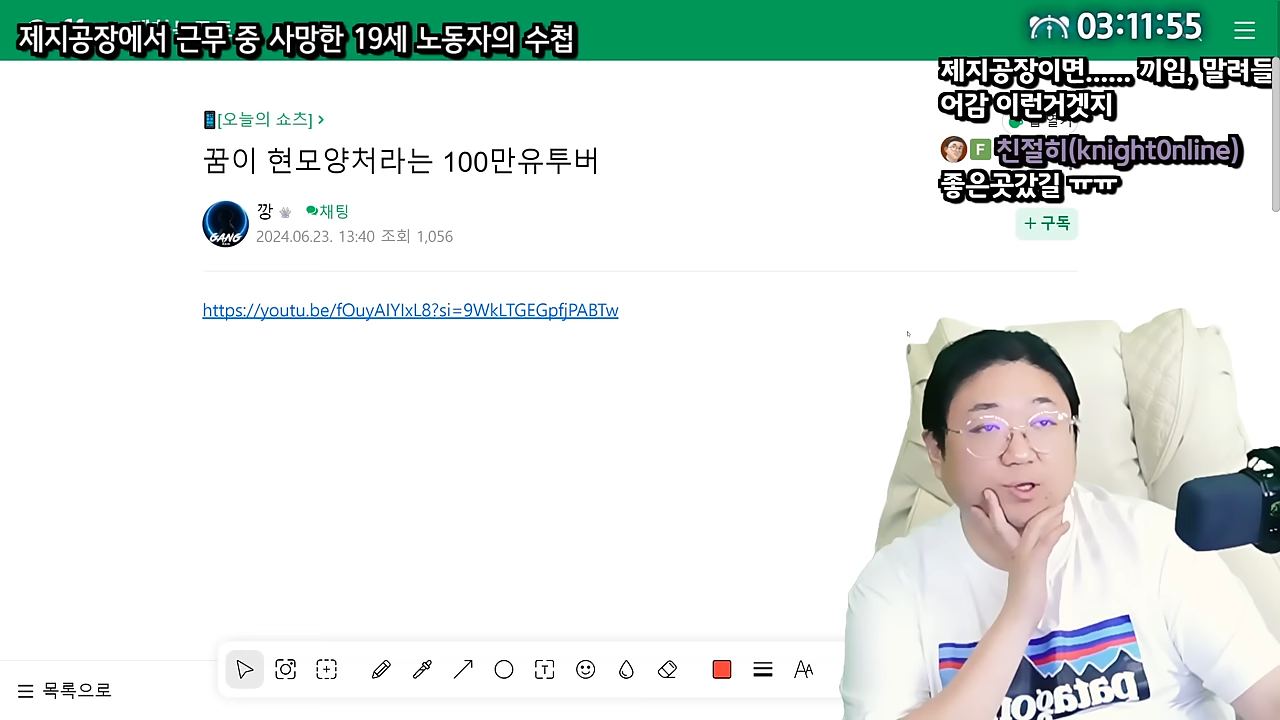 제지공장에서 근무 중 사망한 19세 노동자의 수첩
03:11:55
제지공장이면...... 끼임, 말려들
어감 이런거겟지
F 친절히(knight0nline)
좋은곳갔길 ㅠㅠ
[오늘의 쇼츠] >
꿈이 현모양처라는 100만유투버
깡
채팅
2024.06.23. 13:40 조회 1,056
+ 구독
https://youtu.be/fOuyAIYIxL8?si=9WkLTGEGpfjPABTw
GANG
목록으로
patagon